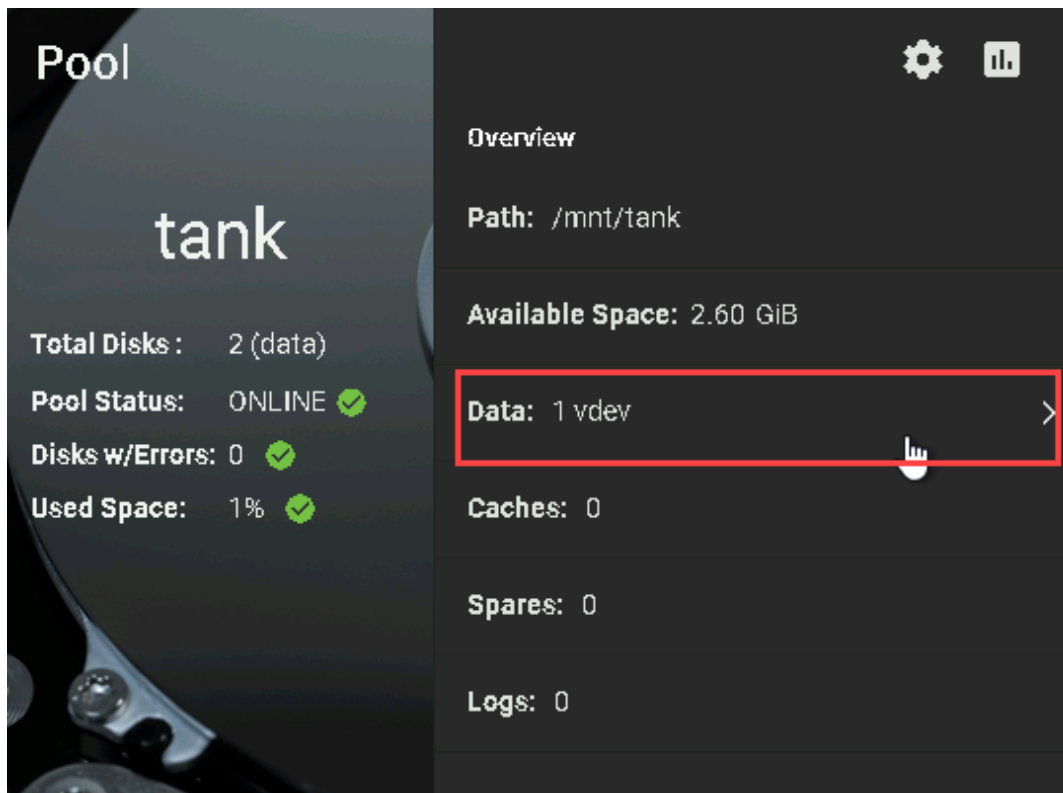 Pool
tank
Total Disks: 2 (data)
Pool Status: ONLINE
Disks w/Errors: 0
Used Space: 1%
Overview
Path: /mnt/tank
Available Space: 2.60 GiB
Data: 1 vdev
Caches: 0
Spares: 0
Logs: 0